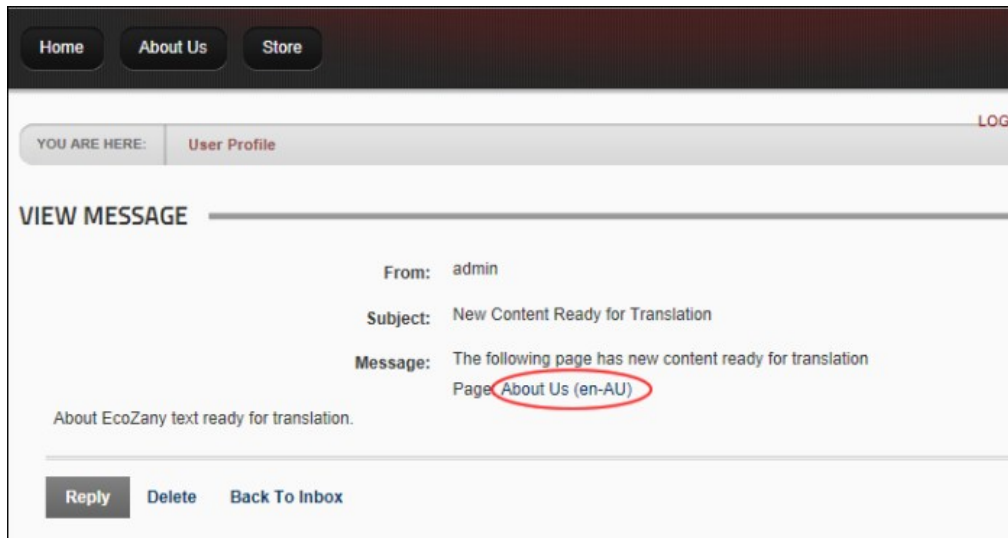 Home About Us Store
LOG
YOU ARE HERE: User Profile
VIEW MESSAGE
From: admin
Subject: New Content Ready for Translation
Message: The following page has new content ready for translation
Page About Us (en-AU)
About EcoZany text ready for translation.
Reply Delete Back To Inbox